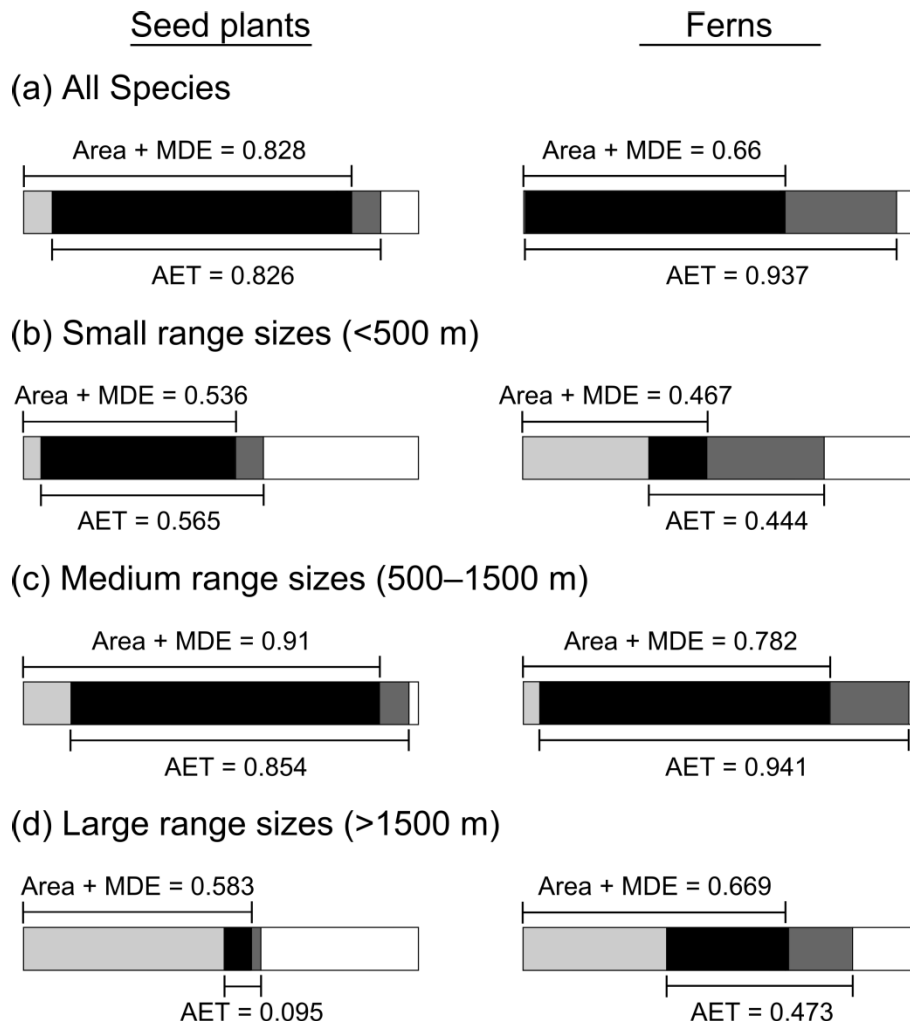 Seed plants Ferns
(a) All Species
Area + MDE = 0.828 Area + MDE = 0.66
AET = 0.826 AET = 0.937
(b) Small range sizes (<500 m)
Area + MDE = 0.536 Area + MDE = 0.467
AET = 0.565 AET = 0.444
(c) Medium range sizes (500–1500 m)
Area + MDE = 0.91 Area + MDE = 0.782
AET = 0.854 AET = 0.941
(d) Large range sizes (>1500 m)
Area + MDE = 0.583 Area + MDE = 0.669
AET = 0.095 AET = 0.473